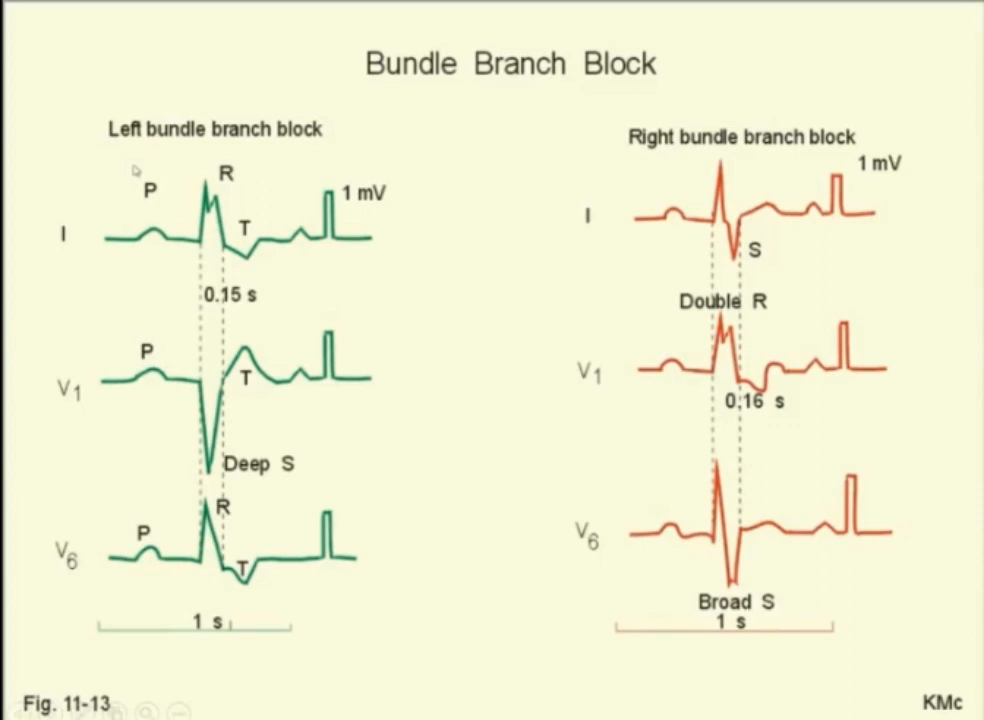 Bundle Branch Block
Left bundle branch block
P
R
T
1 mV
I
0.15 s
P
T
V1
Deep S
R
P
T
V6
1 s
Right bundle branch block
1 mV
I
S
Double R
V1
0.16 s
V6
Broad S
1 s
Fig. 11-13
KMc